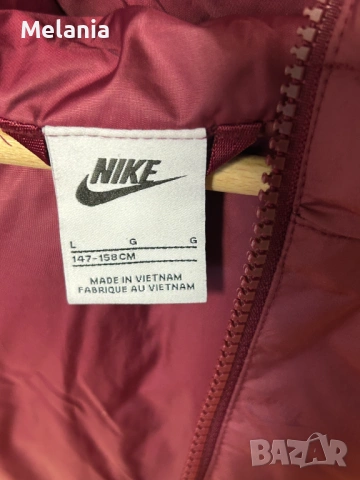 Melania
NIKE
L G G
147-158CM
MADE IN VIETNAM
FABRIQUE AU VIETNAM
BAZAR